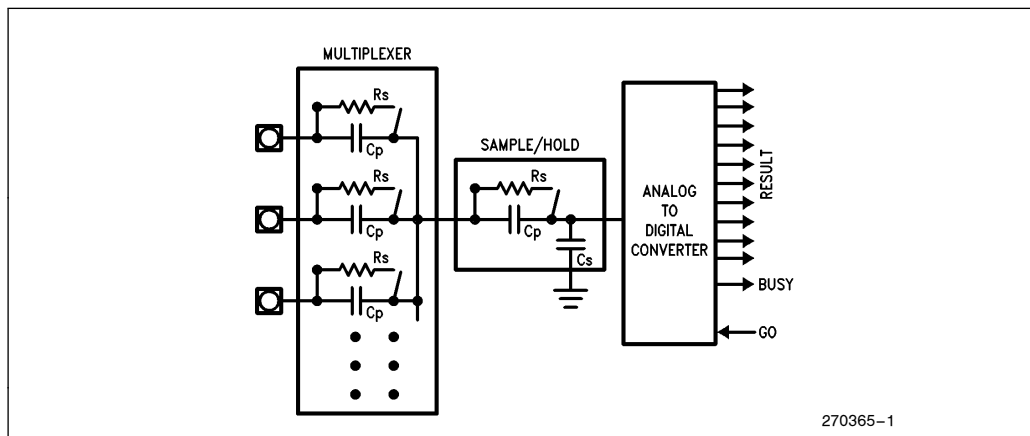 MULTIPLEXER
Rs
Cp
Rs
Cp
Rs
Cp
SAMPLE/HOLD
Rs
Cp
Cs
ANALOG
TO
DIGITAL
CONVERTER
RESULT
BUSY
GO
270365-1